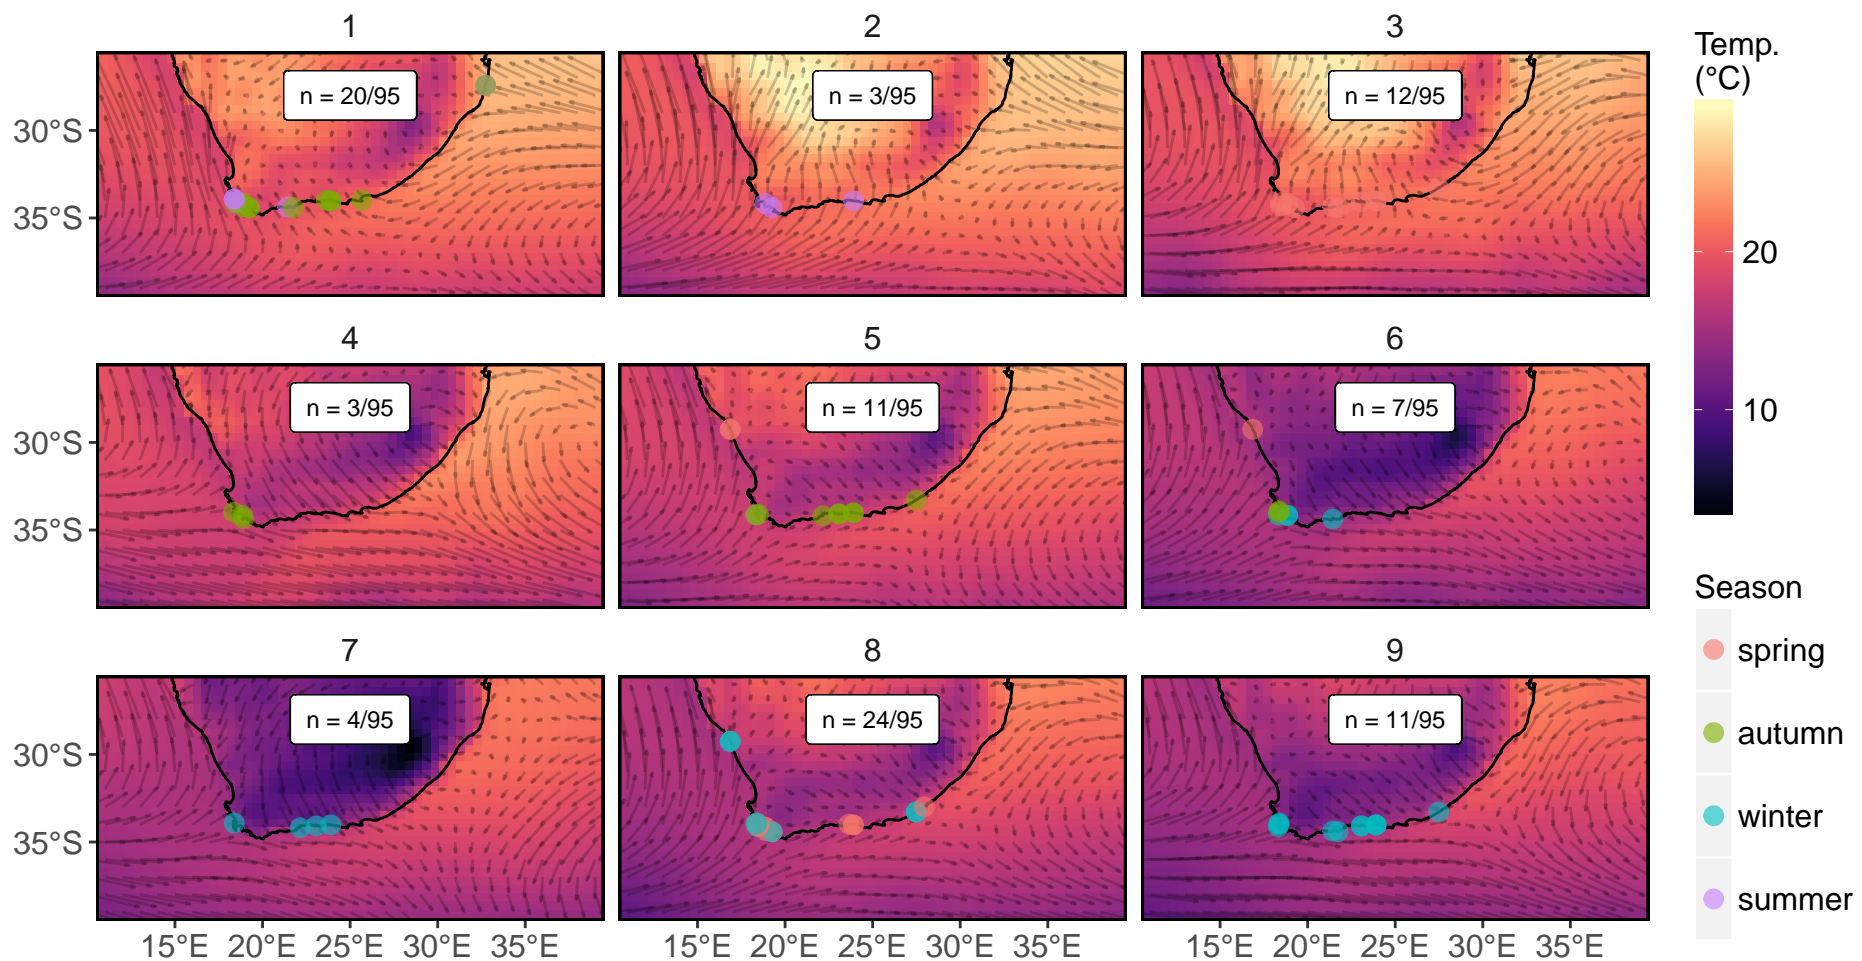 1
2
3
n = 20/95
n = 3/95
n = 12/95
30°S
35°S
4
5
6
n = 3/95
n = 11/95
n = 7/95
30°S
35°S
7
8
9
n = 4/95
n = 24/95
n = 11/95
30°S
35°S
15°E 20°E 25°E 30°E 35°E
15°E 20°E 25°E 30°E 35°E
15°E 20°E 25°E 30°E 35°E
Temp.
(°C)
20
10
Season
spring
autumn
winter
summer